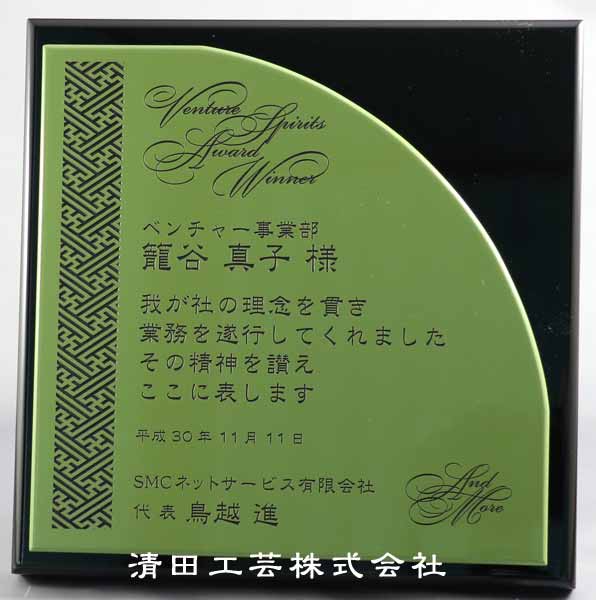 Venture Spirits
Award Winner
ベンチャー事業部
籠谷 真子 様
我が社の理念を貫き
業務を遂行してくれました
その精神を讃え
ここに表します
平成30年11月11日
SMCネットサービス有限会社
代表 鳥越 進
And
More
清田工芸株式会社